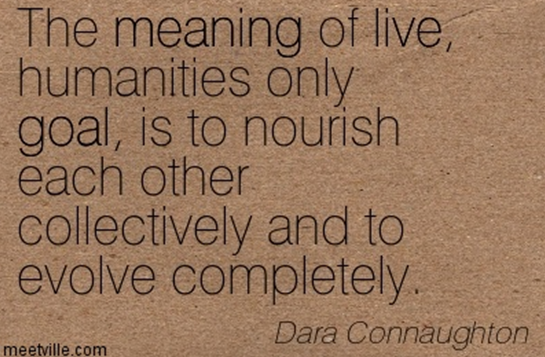 The meaning of live,
humanities only
goal, is to nourish
each other
collectively and to
evolve completely.
Dara Connaughton
meetville.com